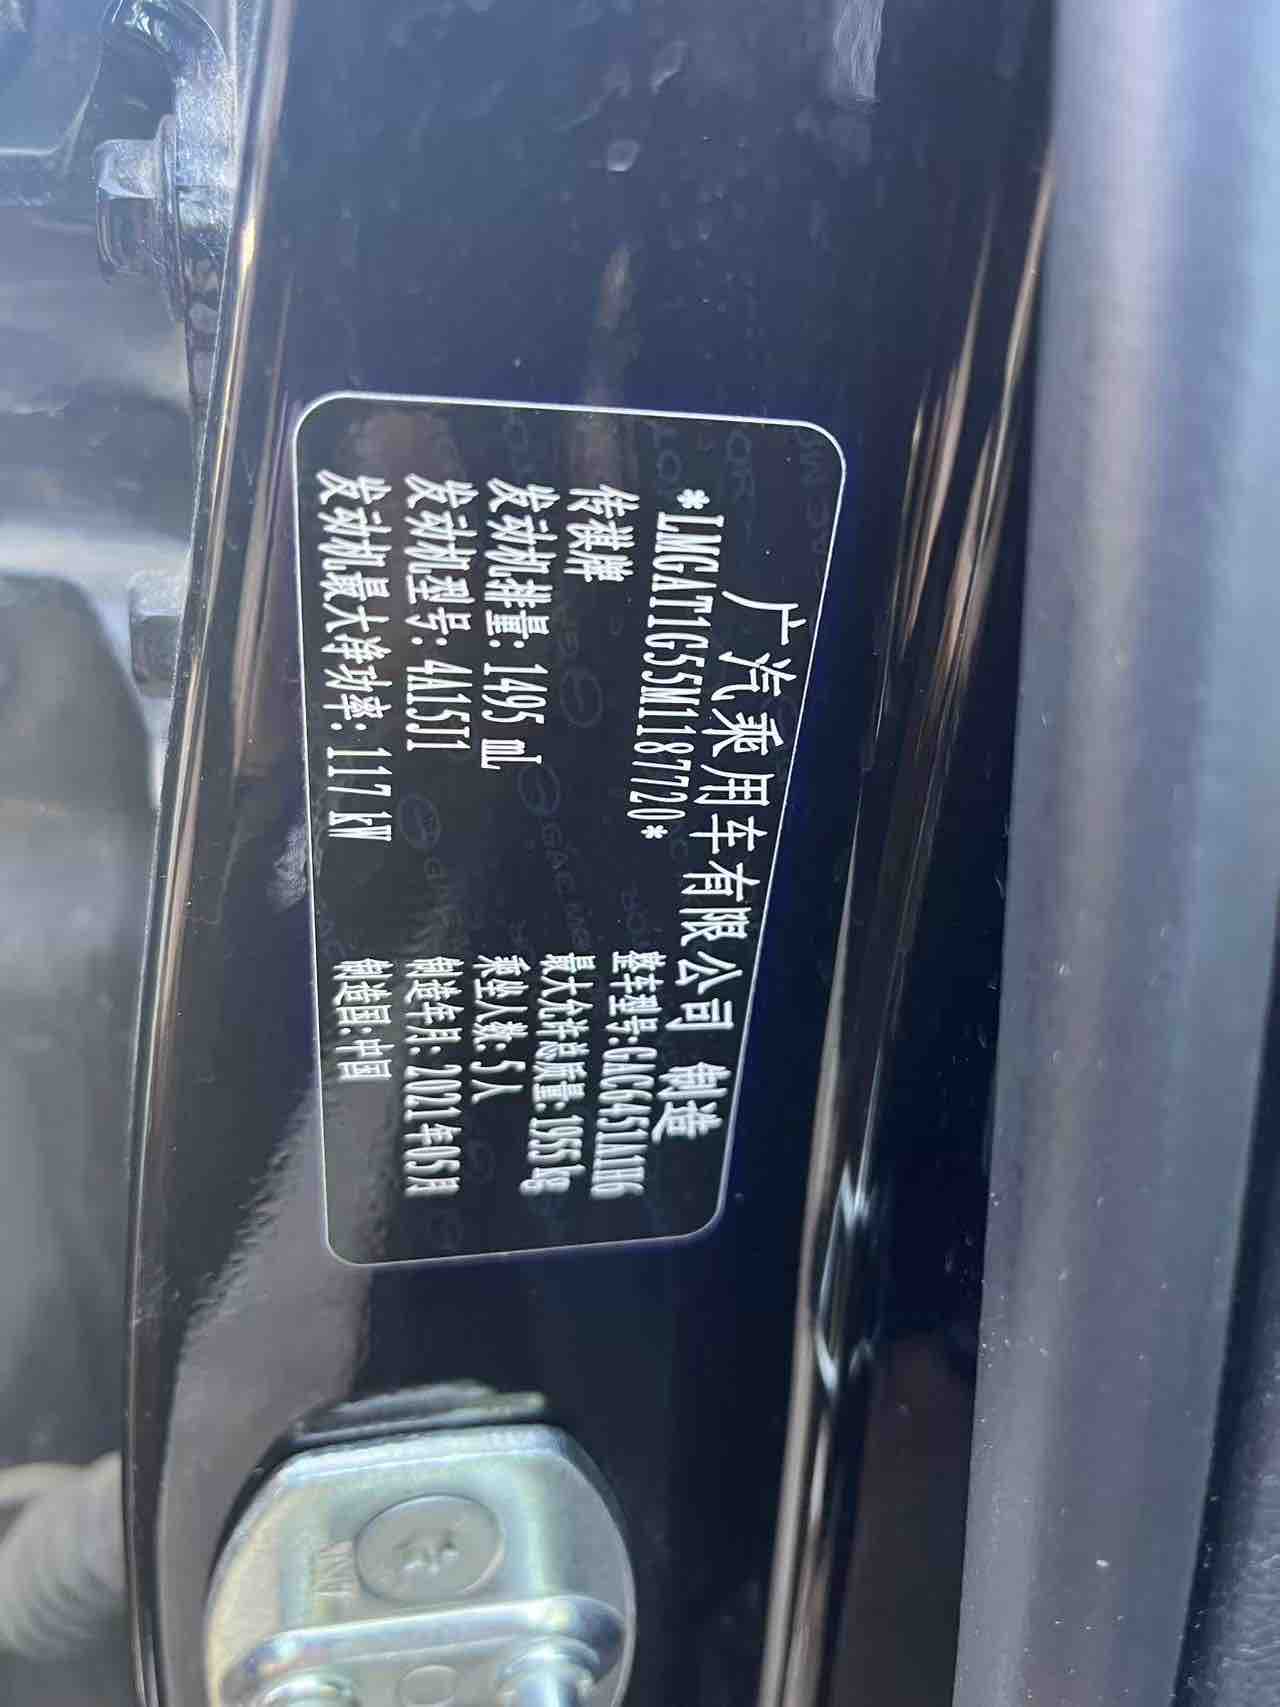 广汽乘用车有限公司 制造
*LMGAT1G55M1187720*
传祺牌 整车型号:GAC6451A1H6
发动机排量:1495 mL 最大允许总质量:1955 kg
发动机型号:4A15J1 乘坐人数:5人
发动机最大净功率:117 kW 制造年月:2021年05月
制造国:中国